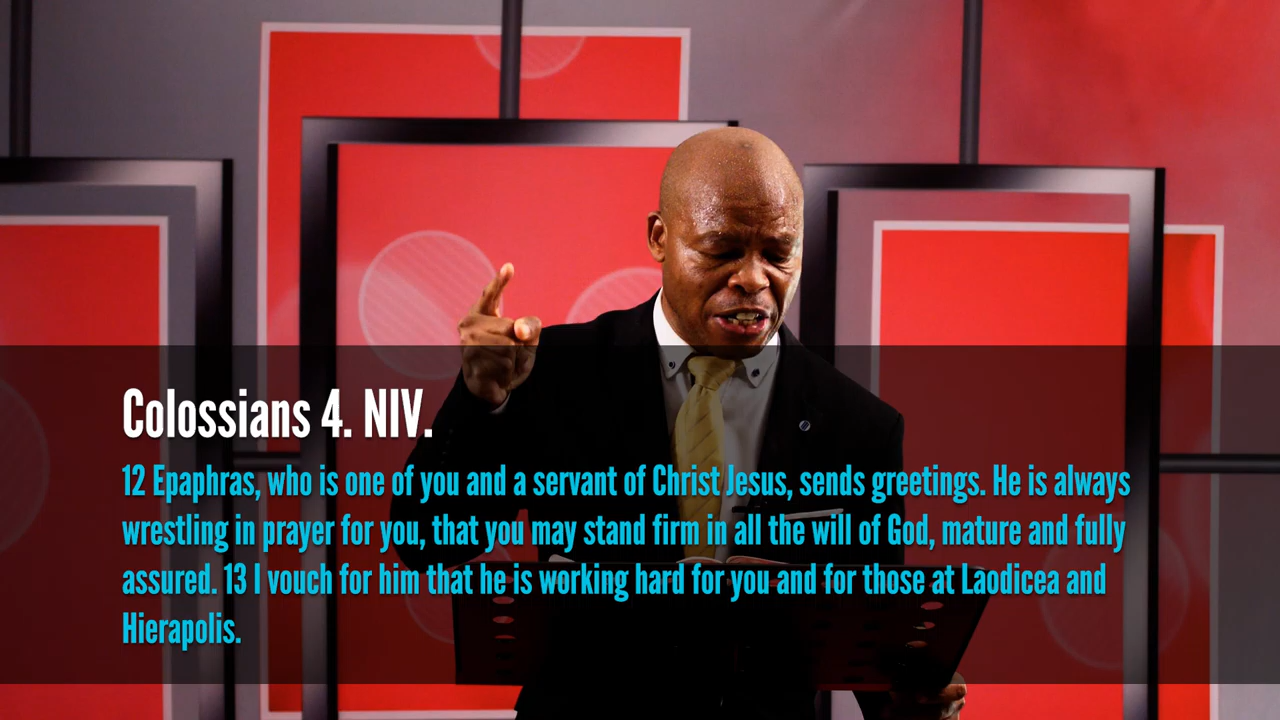 Colossians 4. NIV.
12 Epaphras, who is one of you and a servant of Christ Jesus, sends greetings. He is always
wrestling in prayer for you, that you may stand firm in all the will of God, mature and fully
assured. 13 I vouch for him that he is working hard for you and for those at Laodicea and
Hierapolis.